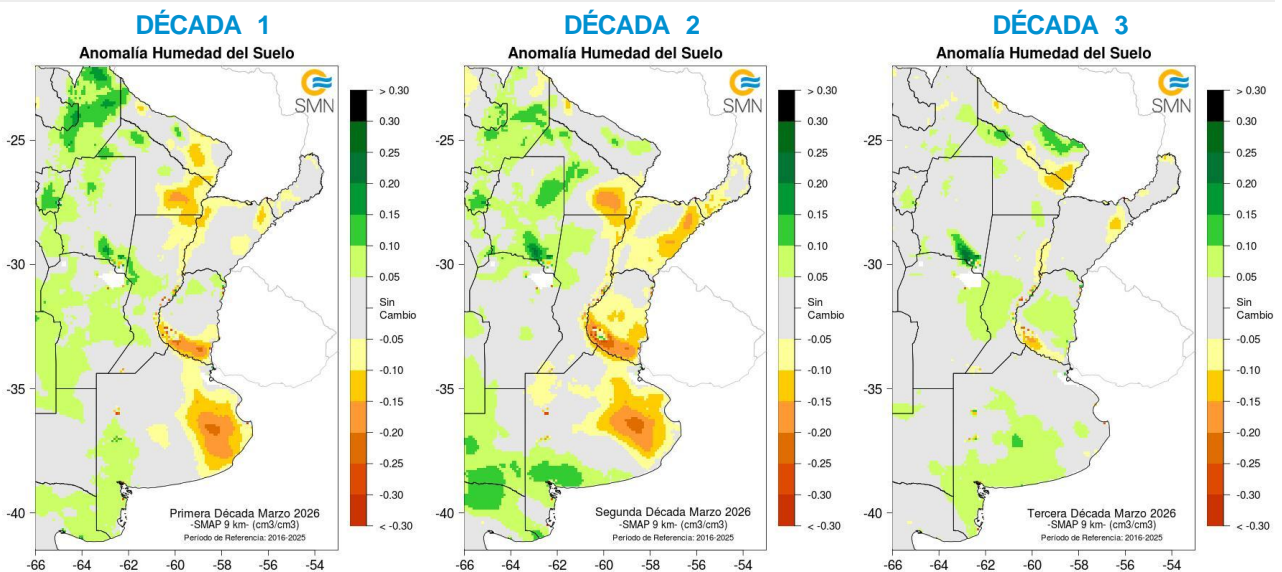 DÉCADA 1
Anomalía Humedad del Suelo
SMN
> 0.30
0.30
0.25
0.20
0.15
0.10
0.05
Sin
Cambio
-0.05
-0.10
-0.15
-0.20
-0.25
-0.30
< -0.30
-25
-30
-35
-40
Primera Década Marzo 2026
-SMAP 9 km- (cm3/cm3)
Período de Referencia: 2016-2025
-66 -64 -62 -60 -58 -56 -54
DÉCADA 2
Anomalía Humedad del Suelo
SMN
> 0.30
0.30
0.25
0.20
0.15
0.10
0.05
Sin
Cambio
-0.05
-0.10
-0.15
-0.20
-0.25
-0.30
< -0.30
-25
-30
-35
-40
Segunda Década Marzo 2026
-SMAP 9 km- (cm3/cm3)
Período de Referencia: 2016-2025
-66 -64 -62 -60 -58 -56 -54
DÉCADA 3
Anomalía Humedad del Suelo
SMN
> 0.30
0.30
0.25
0.20
0.15
0.10
0.05
Sin
Cambio
-0.05
-0.10
-0.15
-0.20
-0.25
-0.30
< -0.30
-25
-30
-35
-40
Tercera Década Marzo 2026
-SMAP 9 km- (cm3/cm3)
Período de Referencia: 2016-2025
-66 -64 -62 -60 -58 -56 -54